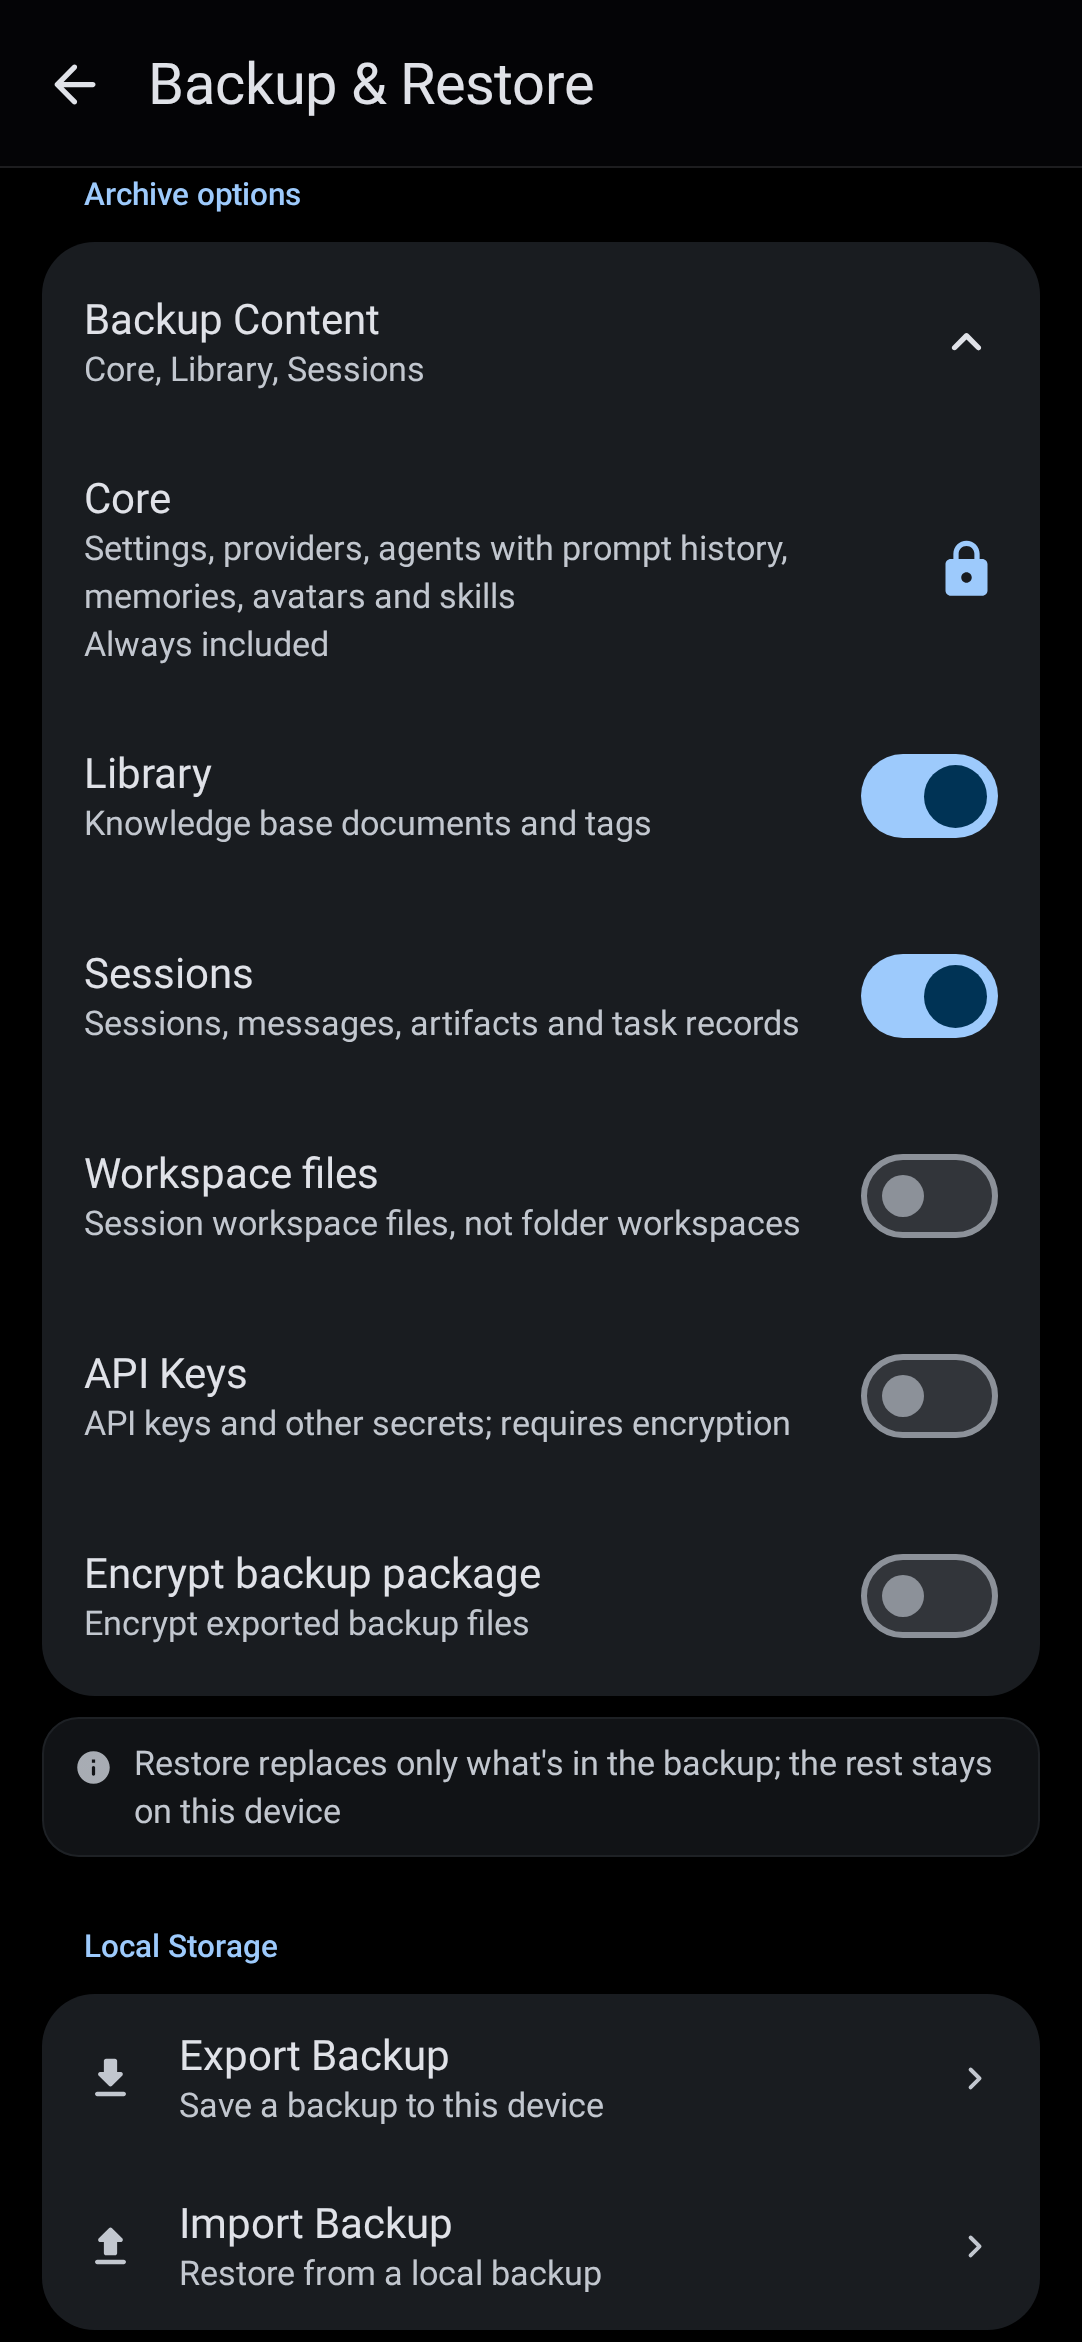 Backup & Restore
Archive options
Backup Content
Core, Library, Sessions
Core
Settings, providers, agents with prompt history,
memories, avatars and skills
Always included
Library
Knowledge base documents and tags
Sessions
Sessions, messages, artifacts and task records
Workspace files
Session workspace files, not folder workspaces
API Keys
API keys and other secrets; requires encryption
Encrypt backup package
Encrypt exported backup files
Restore replaces only what's in the backup; the rest stays
on this device
Local Storage
Export Backup
Save a backup to this device
Import Backup
Restore from a local backup